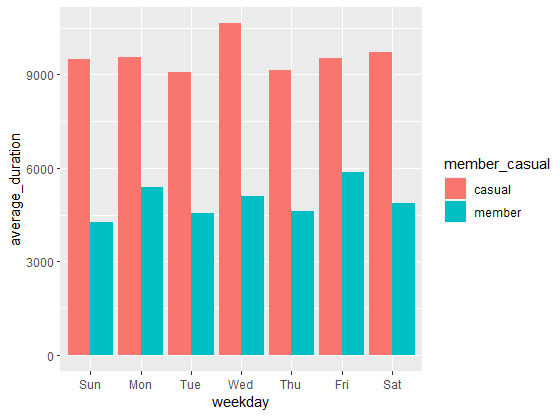 average_duration
9000
6000
3000
0
Sun Mon Tue Wed Thu Fri Sat
weekday
member_casual
casual
member